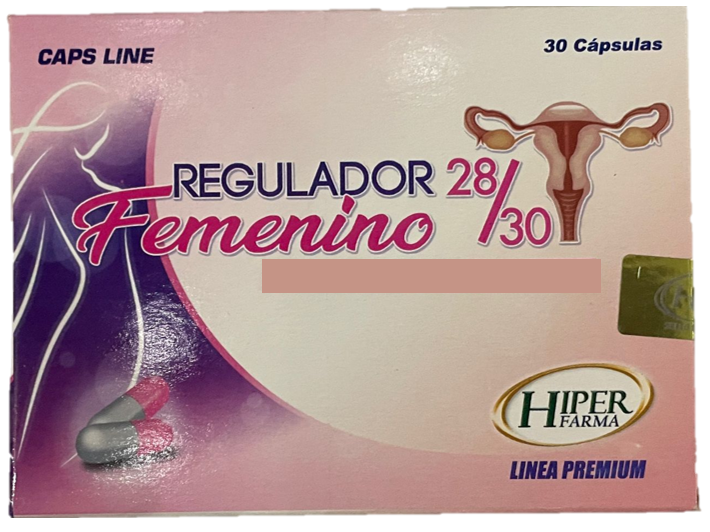 CAPS LINE
30 Cápsulas
REGULADOR 28/30
Femenino
HIPER
FARMA
LINEA PREMIUM